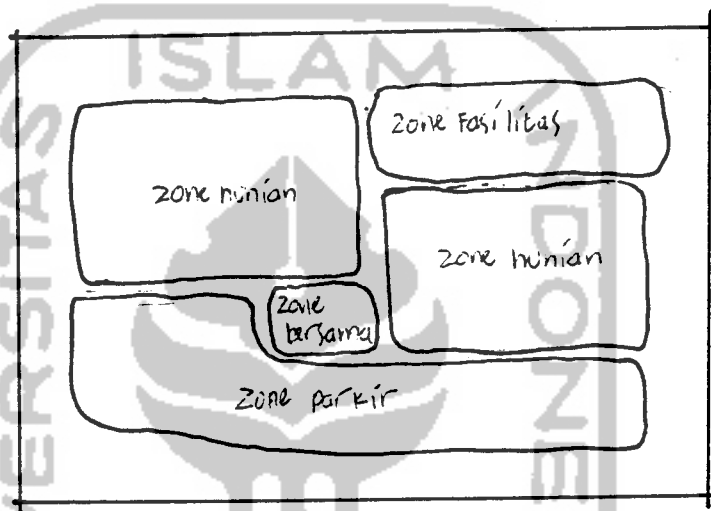 ISLAM
zone Fasilitas
zone hunian
zone hunian
zone
bersama
zone parkir